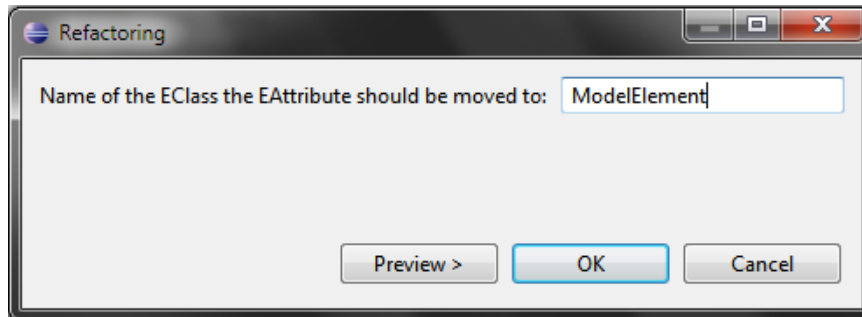 Refactoring
Name of the EClass the EAttribute should be moved to: ModelElement
Preview > OK Cancel